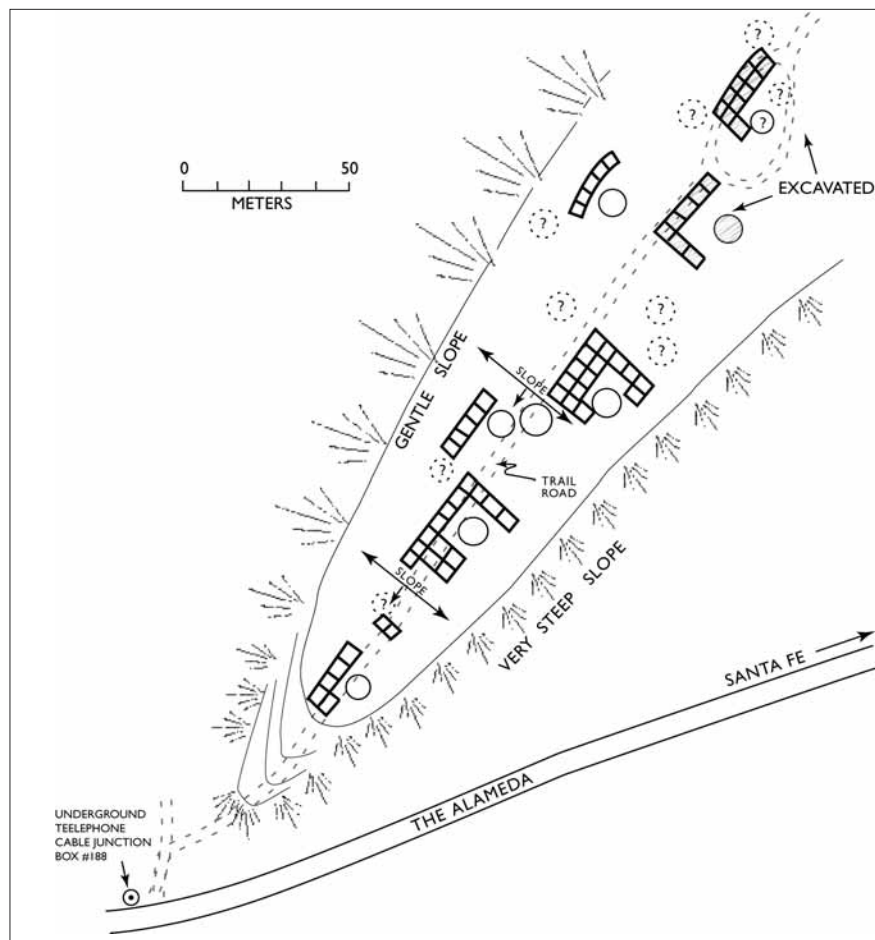 ?
?
?
?
EXCAVATED
0 50
METERS
?
?
?
?
GENTLE SLOPE
SLOPE
?
TRAIL
ROAD
SLOPE
?
VERY STEEP SLOPE
SANTA FE
THE ALAMEDA
UNDERGROUND
TEELEPHONE
CABLE JUNCTION
BOX #188